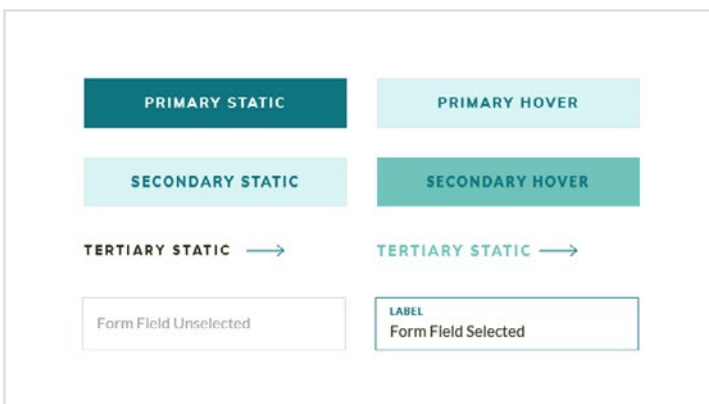 PRIMARY STATIC
PRIMARY HOVER
SECONDARY STATIC
SECONDARY HOVER
TERTIARY STATIC
TERTIARY STATIC
Form Field Unselected
LABEL
Form Field Selected